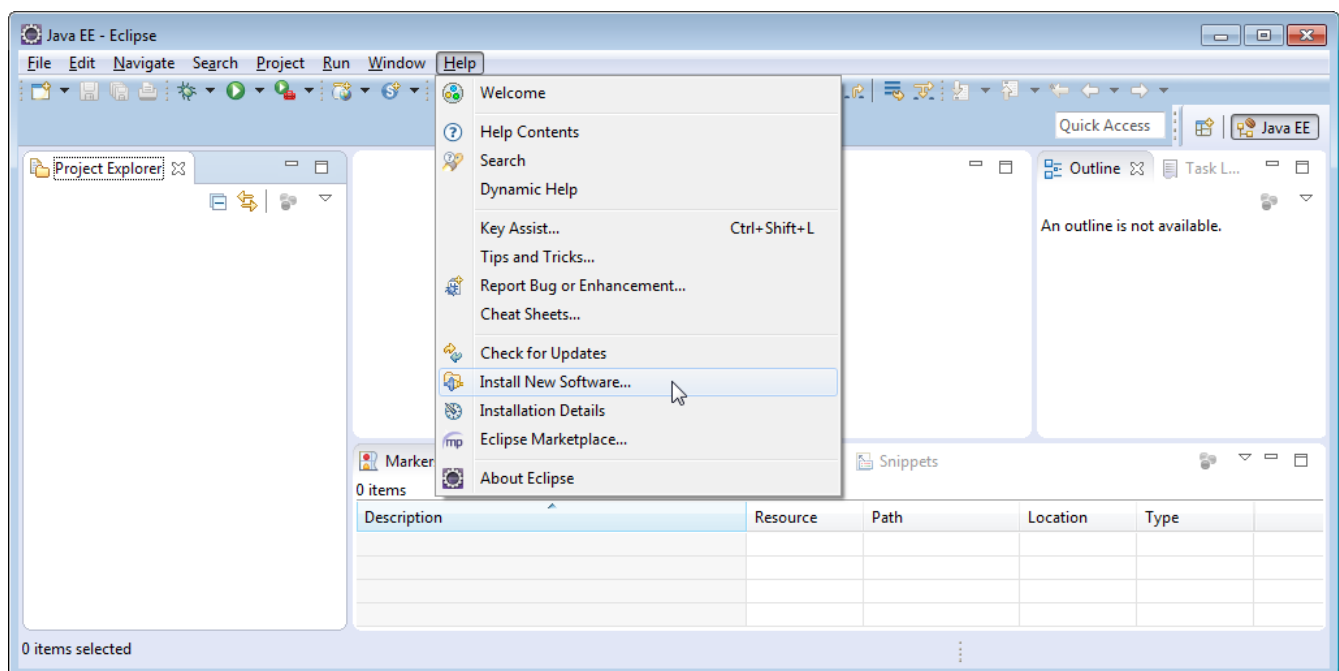 Java EE - Eclipse
File Edit Navigate Search Project Run Window Help
Welcome
Help Contents
Search
Dynamic Help
Key Assist... Ctrl+Shift+L
Tips and Tricks...
Report Bug or Enhancement...
Cheat Sheets...
Check for Updates
Install New Software...
Installation Details
mp Eclipse Marketplace...
About Eclipse
Quick Access Java EE
Project Explorer
Outline Task L...
An outline is not available.
Marker Snippets
0 items
Description Resource Path Location Type
0 items selected